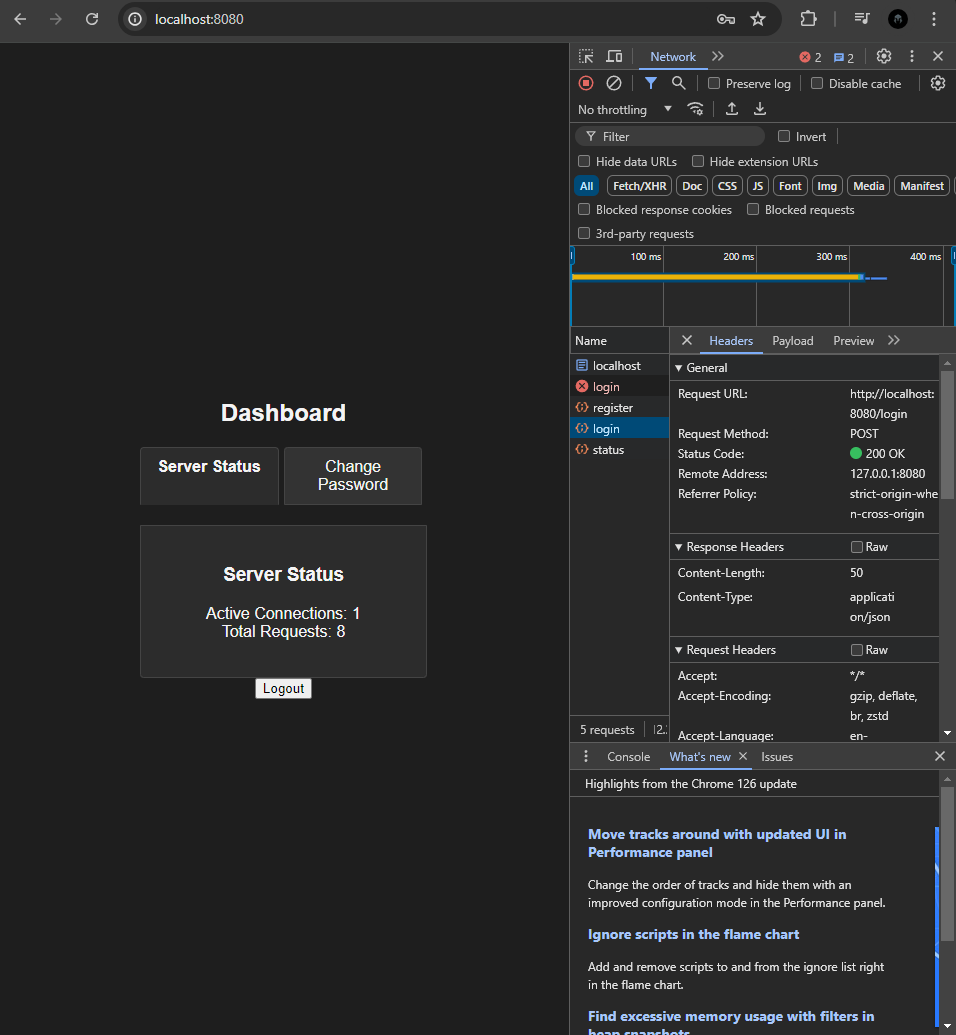 localhost:8080
Network
2
2
Preserve log
Disable cache
No throttling
Filter
Invert
Hide data URLs
Hide extension URLs
All
Fetch/XHR
Doc
CSS
JS
Font
Img
Media
Manifest
Blocked response cookies
Blocked requests
3rd-party requests
100 ms
200 ms
300 ms
400 ms
Name
Headers
Payload
Preview
localhost
login
register
login
status
General
Request URL:
http://localhost:
8080/login
Request Method:
POST
Status Code:
200 OK
Remote Address:
127.0.0.1:8080
Referrer Policy:
strict-origin-whe
n-cross-origin
Response Headers
Raw
Content-Length:
50
Content-Type:
applicati
on/json
Request Headers
Raw
Accept:
*/*
Accept-Encoding:
gzip, deflate,
br, zstd
Accept-Language:
en-
5 requests
Dashboard
Server Status
Change
Password
Server Status
Active Connections: 1
Total Requests: 8
Logout
Console
What's new
Issues
Highlights from the Chrome 126 update
Move tracks around with updated UI in
Performance panel
Change the order of tracks and hide them with an
improved configuration mode in the Performance panel.
Ignore scripts in the flame chart
Add and remove scripts to and from the ignore list right
in the flame chart.
Find excessive memory usage with filters in
heap snapshots